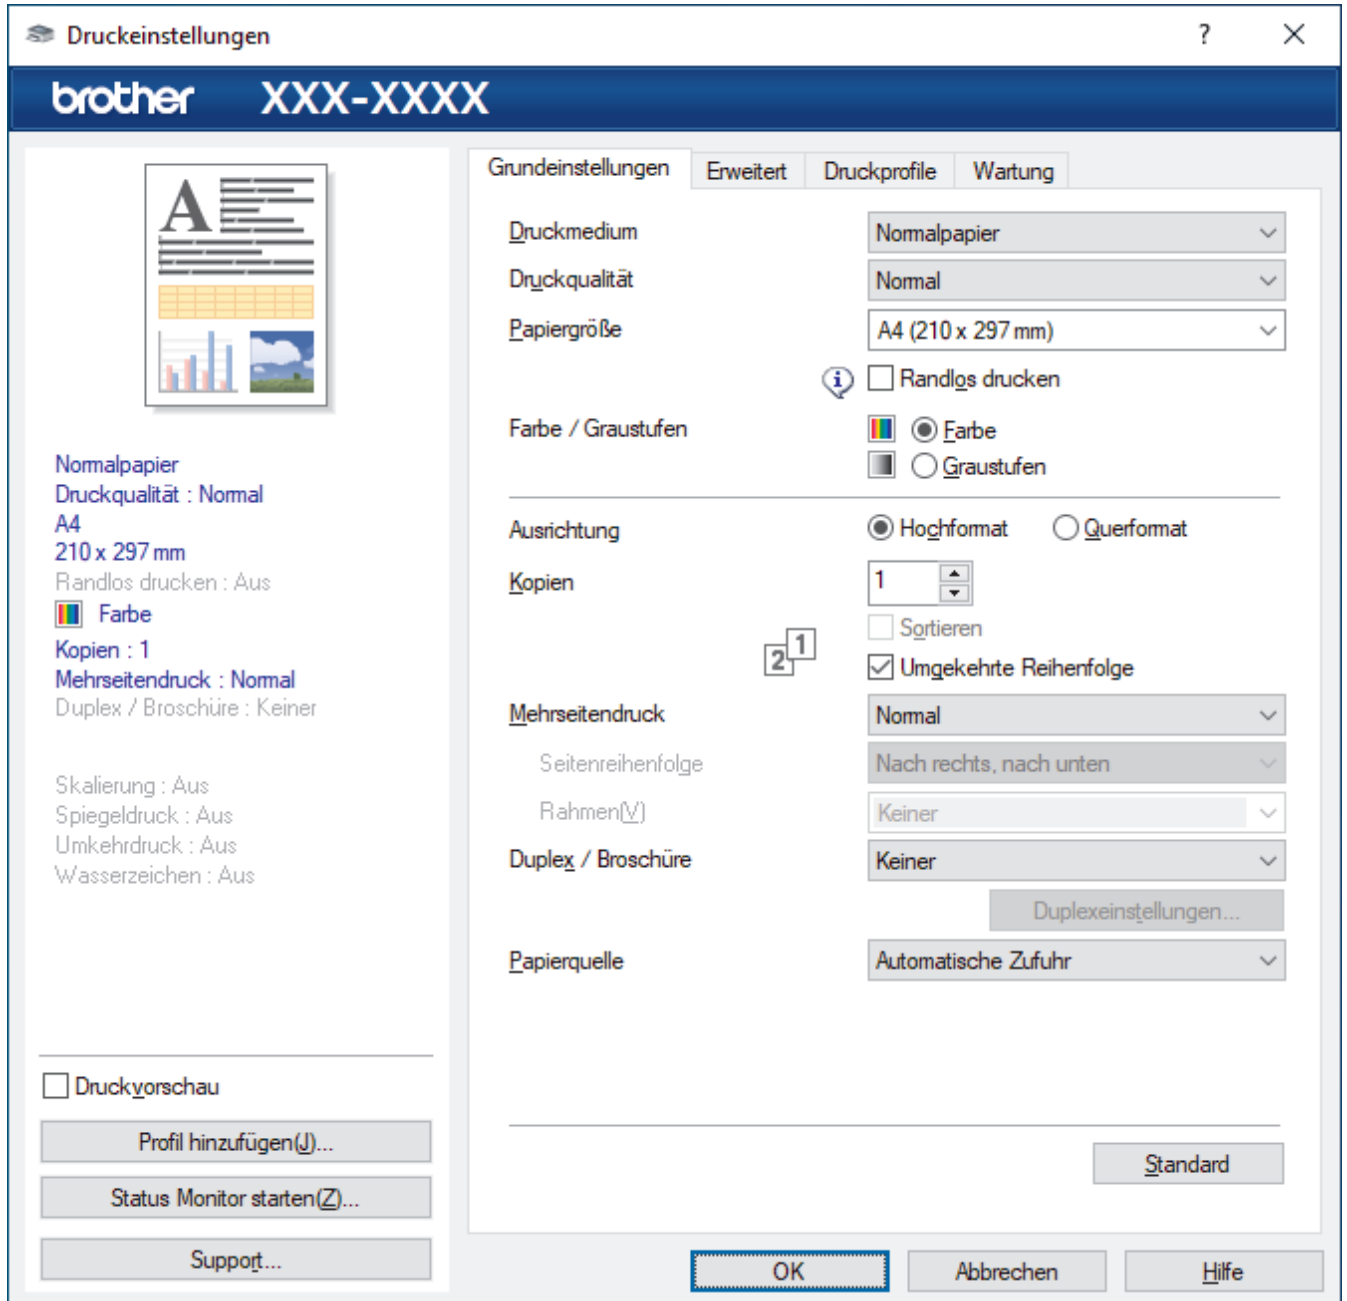 Druckeinstellungen
brother XXX-XXXX
A
Normalpapier
Druckqualität : Normal
A4
210 x 297 mm
Randlos drucken : Aus
Farbe
Kopien : 1
Mehrseitendruck : Normal
Duplex / Broschüre : Keiner
Skalierung : Aus
Spiegeldruck : Aus
Umkehrdruck : Aus
Wasserzeichen : Aus
Druckvorschau
Profil hinzufügen(J)...
Status Monitor starten(Z)...
Support...
Grundeinstellungen Erweitert Druckprofile Wartung
Druckmedium Normalpapier
Druckqualität Normal
Papiergröße A4 (210 x 297 mm)
Randlos drucken
Farbe / Graustufen Farbe
Graustufen
Ausrichtung Hochformat Querformat
Kopien 1
Sortieren
2 1 Umgekehrte Reihenfolge
Mehrseitendruck Normal
Seitenreihenfolge Nach rechts, nach unten
Rahmen(V) Keiner
Duplex / Broschüre Keiner
Duplexeinstellungen...
Papierquelle Automatische Zufuhr
Standard
OK Abbrechen Hilfe